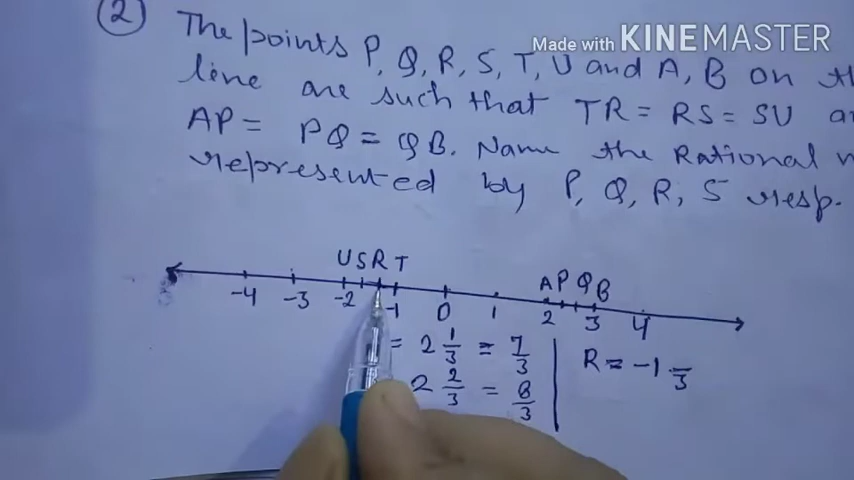 Made with KINEMASTER
(2) The points P, Q, R, S, T, U and A, B on
line are such that TR = RS = SU
AP = PQ = QB. Name the Rational
represented by P, Q, R, S resp.
U S R T A P Q B
-4 -3 -2 -1 0 1 2 3 4
= 2 1/3 = 7/3
2 2/3 = 8/3
R = -1 /3